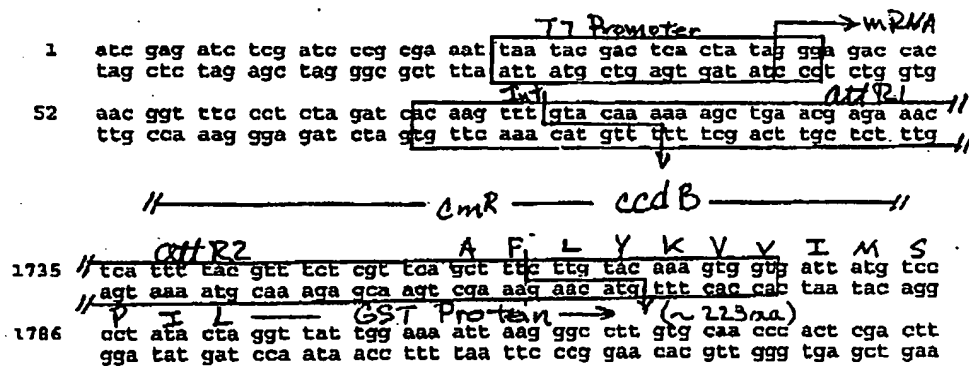 T7 Promoter mRNA
1 atc gag atc tcg atc ccg cga aat taa tac gac tca cta tag gga gac cac
tag ctc tag agc tag ggc gct tta att atg ctg agt gat atc cct ctg gtg
Int attR1
52 aac ggt ttc cct cta gat cac aag ttt gta caa aaa agc tga acg aga aac
ttg cca aag gga gat cta gtg ttc aaa cat gtt ttt tcg act tgc tct ttg
// cmR ccdB //
attR2 A F L Y K V V I M S
1735 // tca ttt tac gtt tct cgt tca gct ttc ttg tac aaa gtg gtg att atg tcc
agt aaa atg caa aga gca agt cga aag aac atg ttt cac cac taa tac agg
P I L GST Protein (~223aa)
1786 cct ata cta ggt tat tgg aaa att aag ggc ctt gtg caa ccc act cga ctt
gga tat gat cca ata acc ttt taa ttc ccg gaa cac gtt ggg tga gct gaa